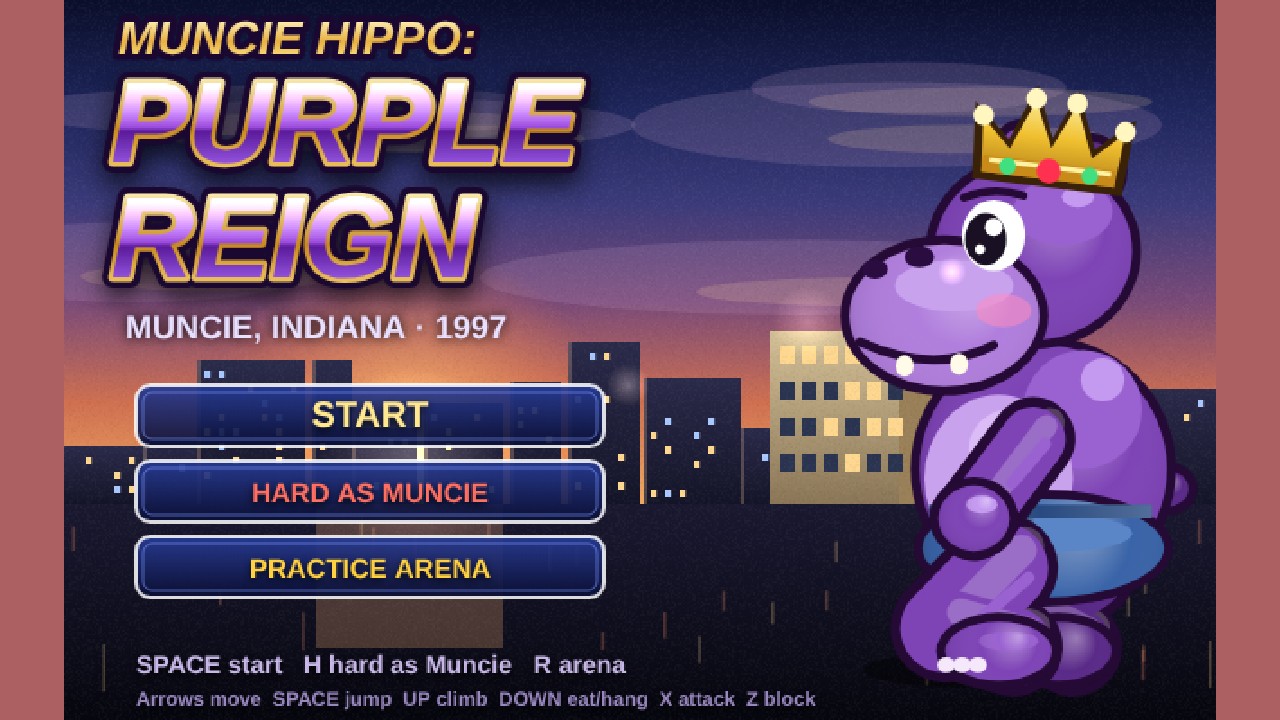 MUNCIE HIPPO:
PURPLE
REIGN
MUNCIE, INDIANA · 1997
START
HARD AS MUNCIE
PRACTICE ARENA
SPACE start   H hard as Muncie   R arena
Arrows move  SPACE jump  UP climb  DOWN eat/hang  X attack  Z block